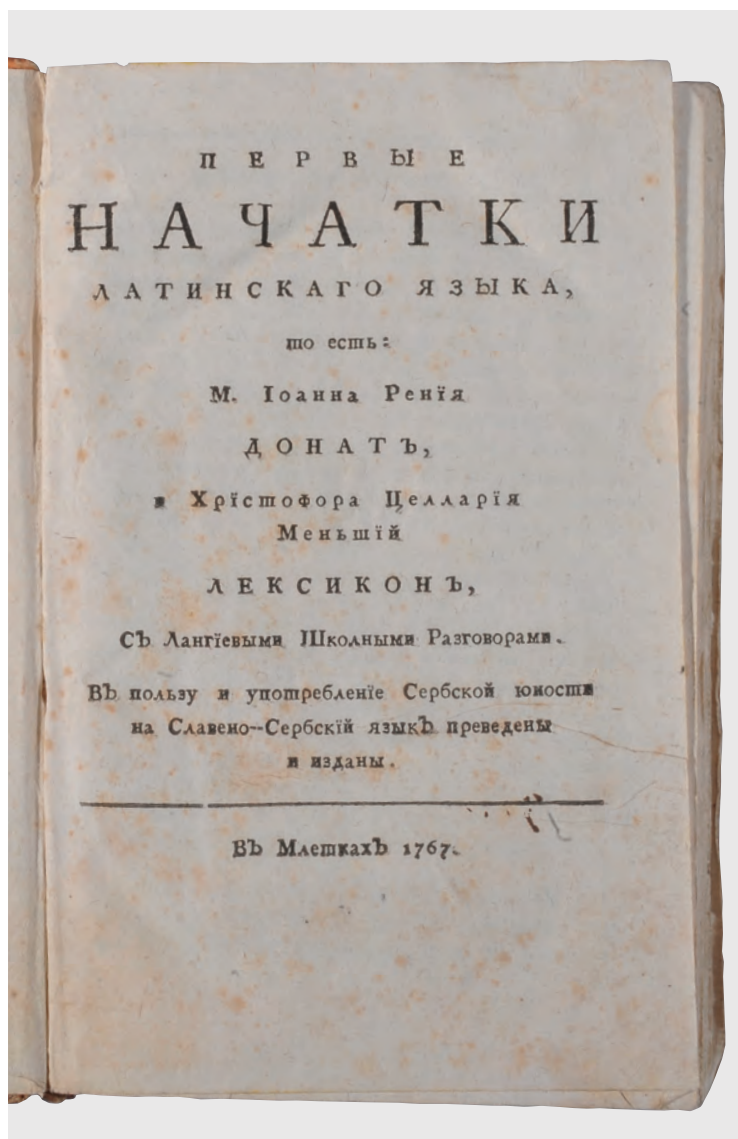 ПЕРВЫЕ
НАЧАТКИ
ЛАТИНСКАГО ЯЗЫКА,
то есть:
М. Іоанна Ренїя
ДОНАТЪ,
и Хрїстофора Целларїя
Меньшїй
ЛЕКСИКОНЪ,
СЪ Лангїевыми Школными Разговорами.
ВЪ пользу и употребленїе Сербской юности
на Славено--Сербскїй языкЪ преведены
и изданы.
ВЪ МлеткахЪ 1767.